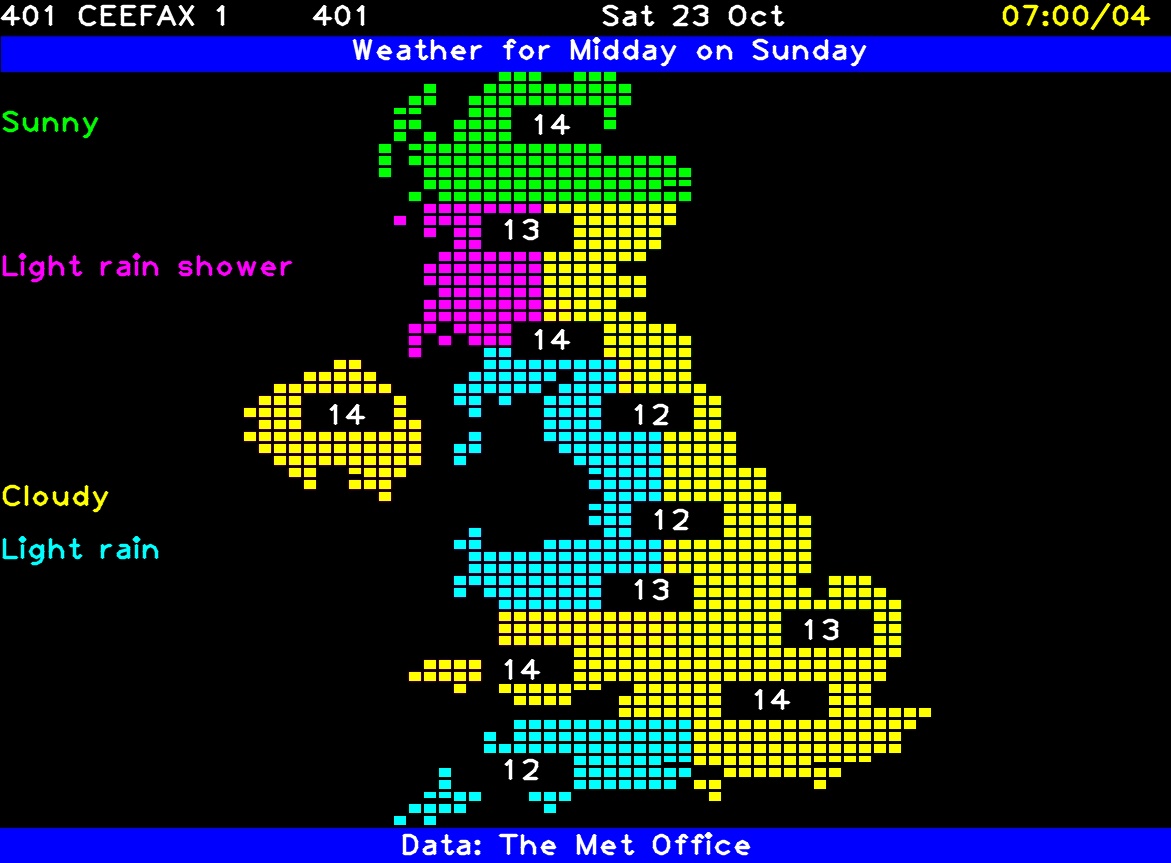 401 CEEFAX 1 401 Sat 23 Oct 07:00/04
Weather for Midday on Sunday
Sunny
14
13
Light rain shower
14
14
12
Cloudy
12
Light rain
13
13
14
14
12
Data: The Met Office